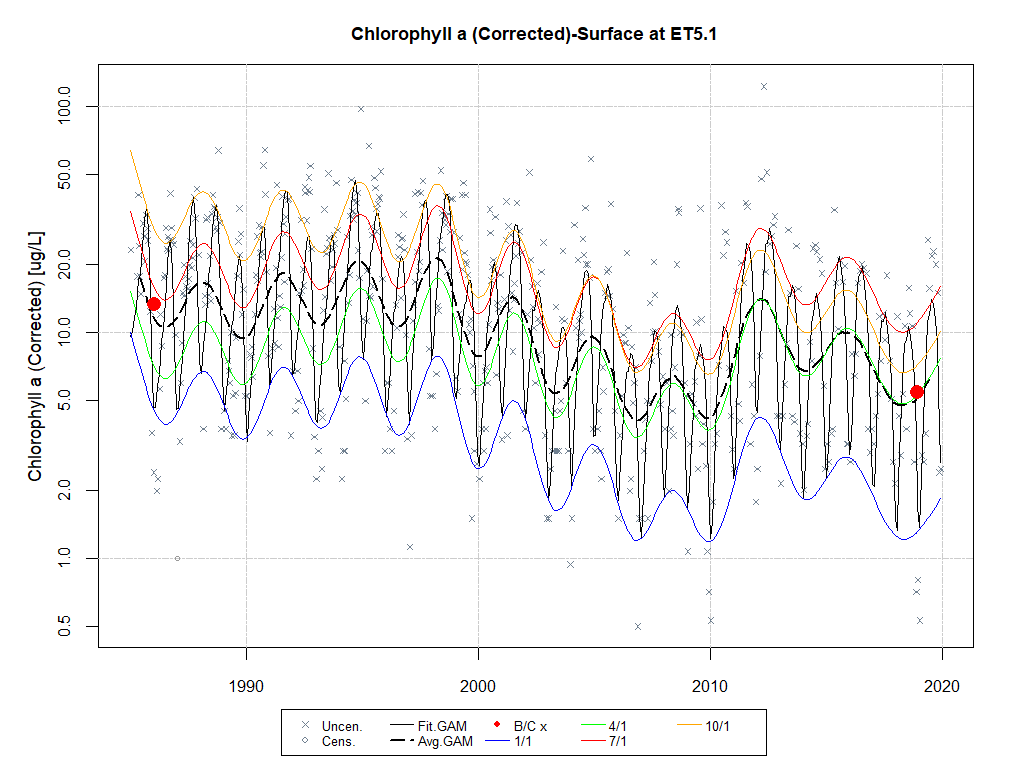 Chlorophyll a (Corrected)-Surface at ET5.1
Chlorophyll a (Corrected) [ug/L]
100.0
50.0
20.0
10.0
5.0
2.0
1.0
0.5
1990 2000 2010 2020
Uncen. Fit.GAM B/C x 4/1 10/1
Cens. Avg.GAM 1/1 7/1